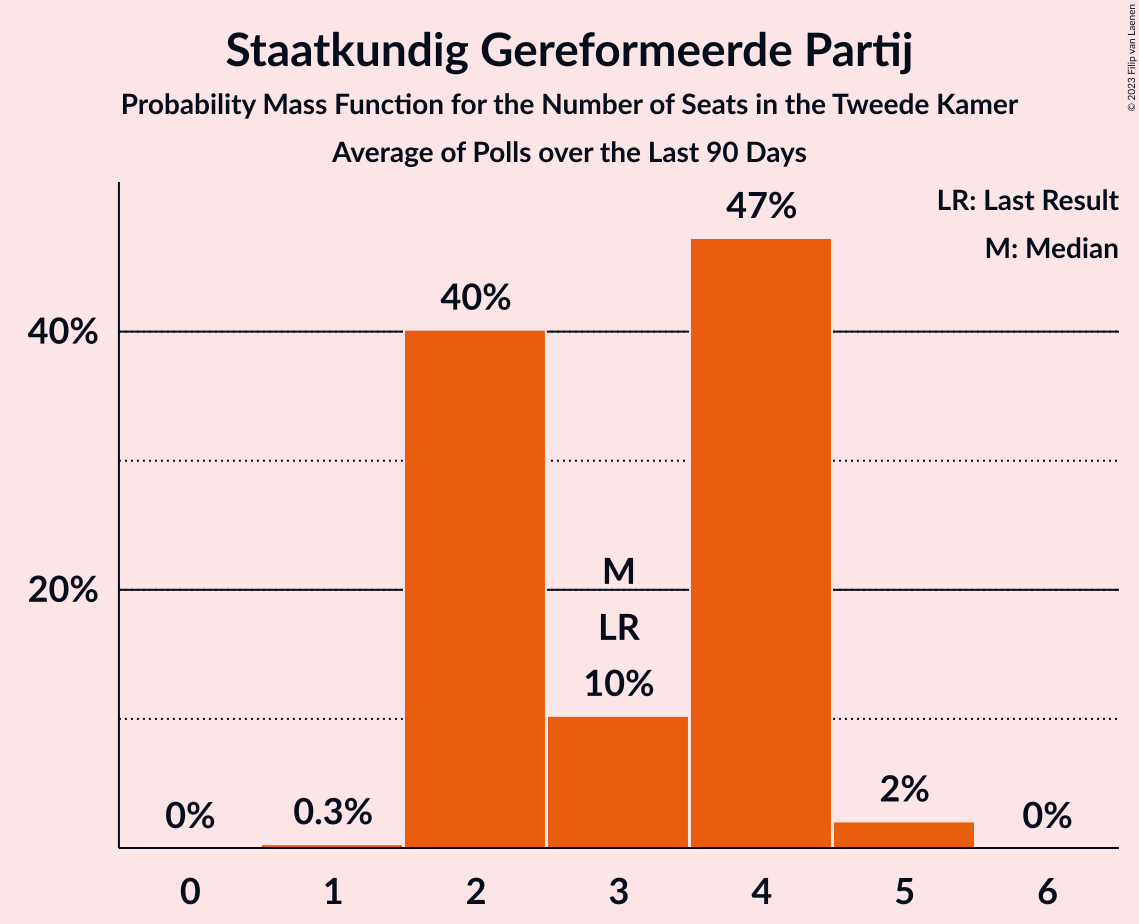 Staatkundig Gereformeerde Partij
Probability Mass Function for the Number of Seats in the Tweede Kamer
Average of Polls over the Last 90 Days
© 2023 Filip van Laenen
LR: Last Result
M: Median
47%
40%
40%
M
20%
LR
10%
2%
0%
0.3%
0%
0 1 2 3 4 5 6